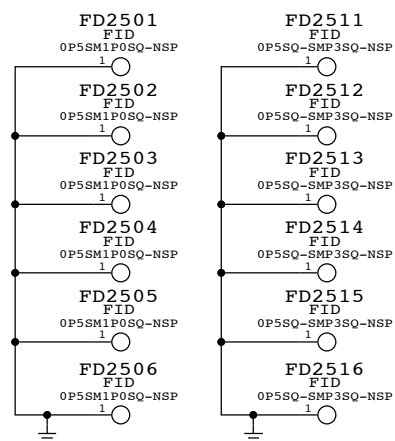 FD2501
FID
0P5SM1P0SQ-NSP
1
FD2502
FID
0P5SM1P0SQ-NSP
1
FD2503
FID
0P5SM1P0SQ-NSP
1
FD2504
FID
0P5SM1P0SQ-NSP
1
FD2505
FID
0P5SM1P0SQ-NSP
1
FD2506
FID
0P5SM1P0SQ-NSP
1
FD2511
FID
0P5SQ-SMP3SQ-NSP
1
FD2512
FID
0P5SQ-SMP3SQ-NSP
1
FD2513
FID
0P5SQ-SMP3SQ-NSP
1
FD2514
FID
0P5SQ-SMP3SQ-NSP
1
FD2515
FID
0P5SQ-SMP3SQ-NSP
1
FD2516
FID
0P5SQ-SMP3SQ-NSP
1